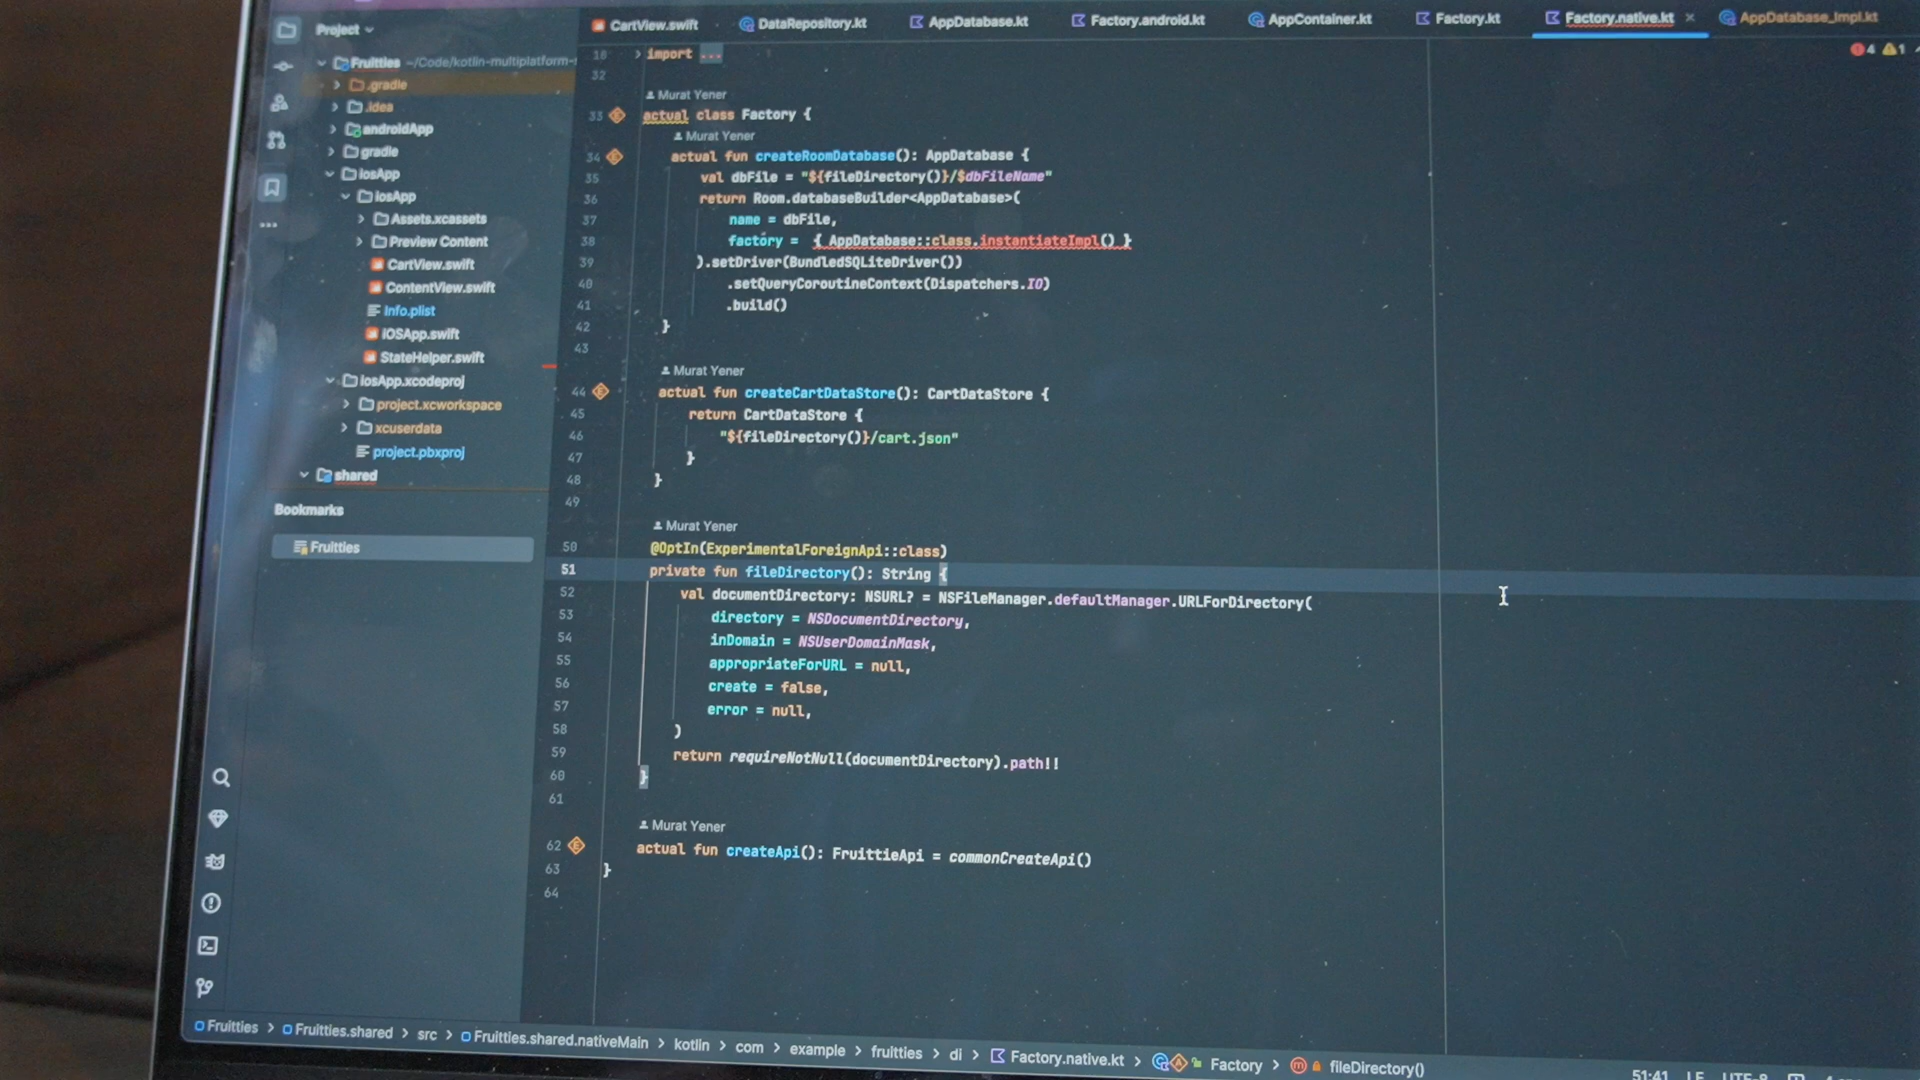 Project
CartView.swift
DataRepository.kt
AppDatabase.kt
Factory.android.kt
AppContainer.kt
Factory.kt
Factory.native.kt
AppDatabase_Impl.kt
4 1
Fruitties ~/Code/kotlin-multiplatform-
.gradle
.idea
androidApp
gradle
iosApp
iosApp
Assets.xcassets
Preview Content
CartView.swift
ContentView.swift
Info.plist
iOSApp.swift
StateHelper.swift
iosApp.xcodeproj
project.xcworkspace
xcuserdata
project.pbxproj
shared
Bookmarks
Fruitties
18 import ...
32
Murat Yener
33 actual class Factory {
Murat Yener
34 actual fun createRoomDatabase(): AppDatabase {
35 val dbFile = "${fileDirectory()}/$dbFileName"
36 return Room.databaseBuilder<AppDatabase>(
37 name = dbFile,
38 factory = { AppDatabase::class.instantiateImpl() }
39 ).setDriver(BundledSQLiteDriver())
40 .setQueryCoroutineContext(Dispatchers.IO)
41 .build()
42 }
43
Murat Yener
44 actual fun createCartDataStore(): CartDataStore {
45 return CartDataStore {
46 "${fileDirectory()}/cart.json"
47 }
48 }
49
Murat Yener
50 @OptIn(ExperimentalForeignApi::class)
51 private fun fileDirectory(): String {
52 val documentDirectory: NSURL? = NSFileManager.defaultManager.URLForDirectory(
53 directory = NSDocumentDirectory,
54 inDomain = NSUserDomainMask,
55 appropriateForURL = null,
56 create = false,
57 error = null,
58 )
59 return requireNotNull(documentDirectory).path!!
60 }
61
Murat Yener
62 actual fun createApi(): FruittieApi = commonCreateApi()
63 }
64
Fruitties > Fruitties.shared > src > Fruitties.shared.nativeMain > kotlin > com > example > fruitties > di > Factory.native.kt > Factory > fileDirectory()
51:41 LF UTF-8